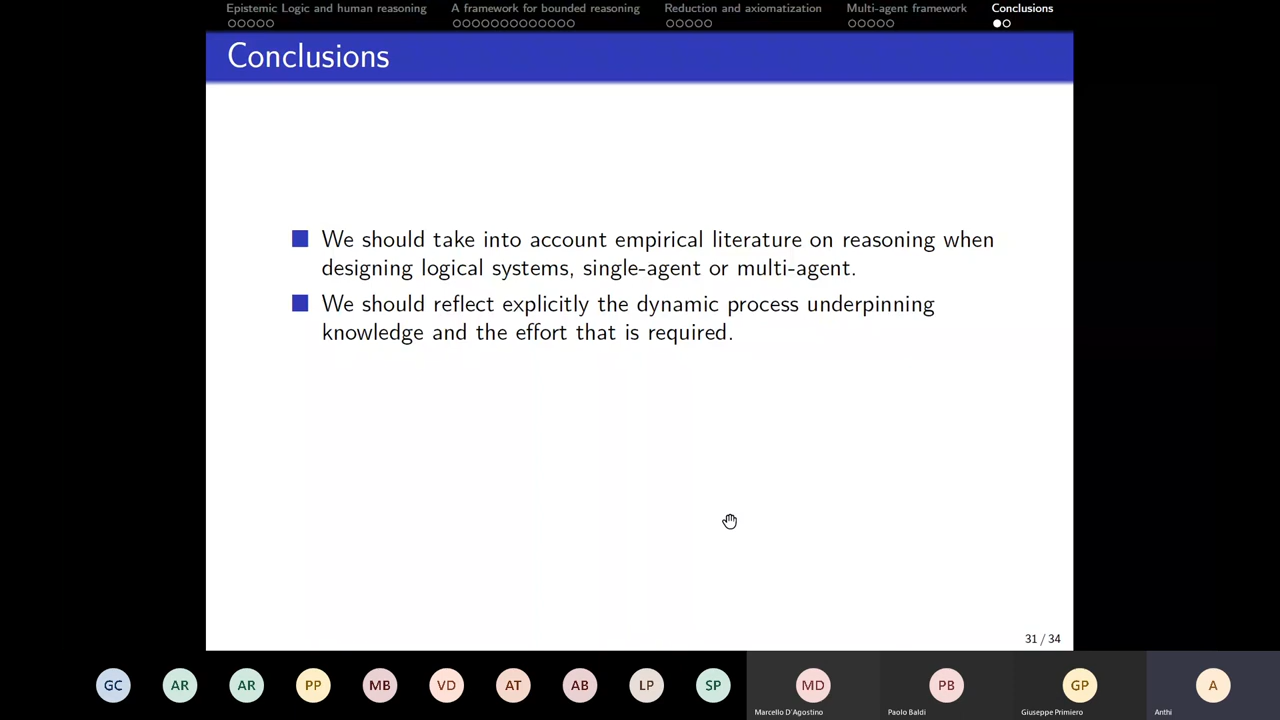 Epistemic Logic and human reasoning
A framework for bounded reasoning
Reduction and axiomatization
Multi-agent framework
Conclusions
Conclusions
We should take into account empirical literature on reasoning when
designing logical systems, single-agent or multi-agent.
We should reflect explicitly the dynamic process underpinning
knowledge and the effort that is required.
31 / 34
GC
AR
AR
PP
MB
VD
AT
AB
LP
SP
MD
Marcello D'Agostino
PB
Paolo Baldi
GP
Giuseppe Primiero
A
Anthi